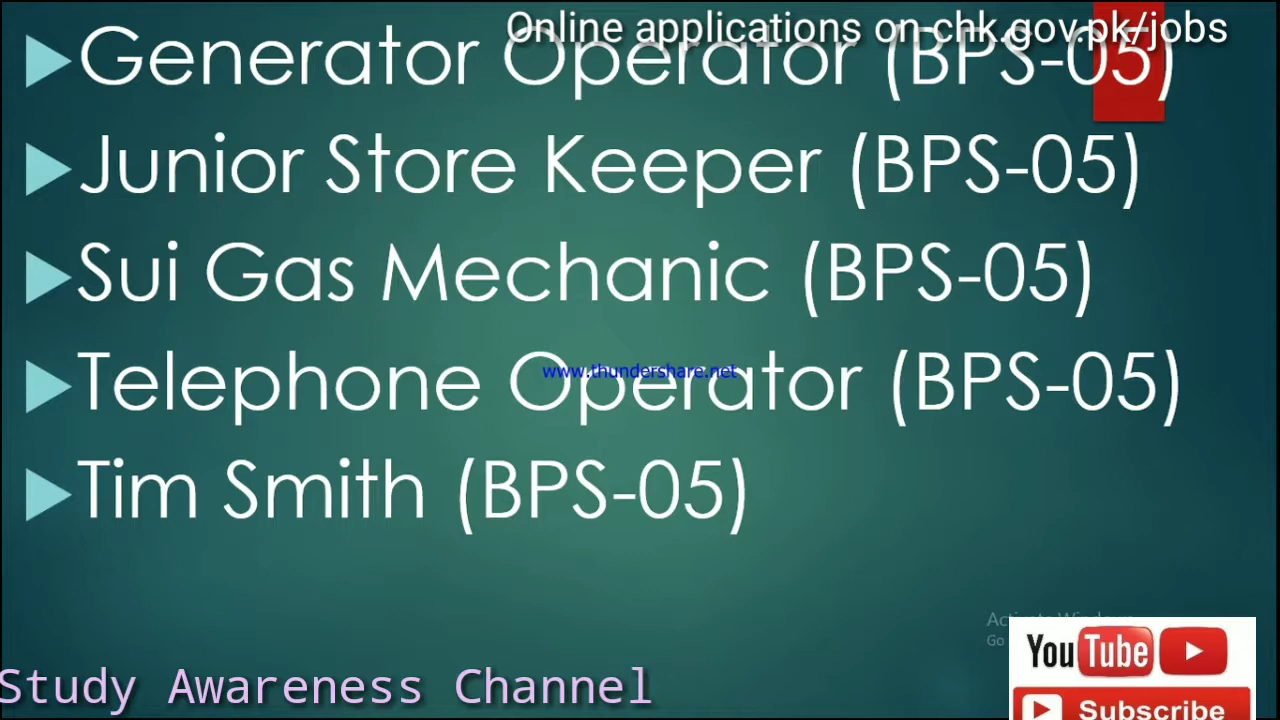 Online applications on chk.gov.pk/jobs
Generator Operator (BPS-05)
Junior Store Keeper (BPS-05)
Sui Gas Mechanic (BPS-05)
Telephone Operator (BPS-05)
www.thundershare.net
Tim Smith (BPS-05)
Go
YouTube
Study Awareness Channel
Subscribe